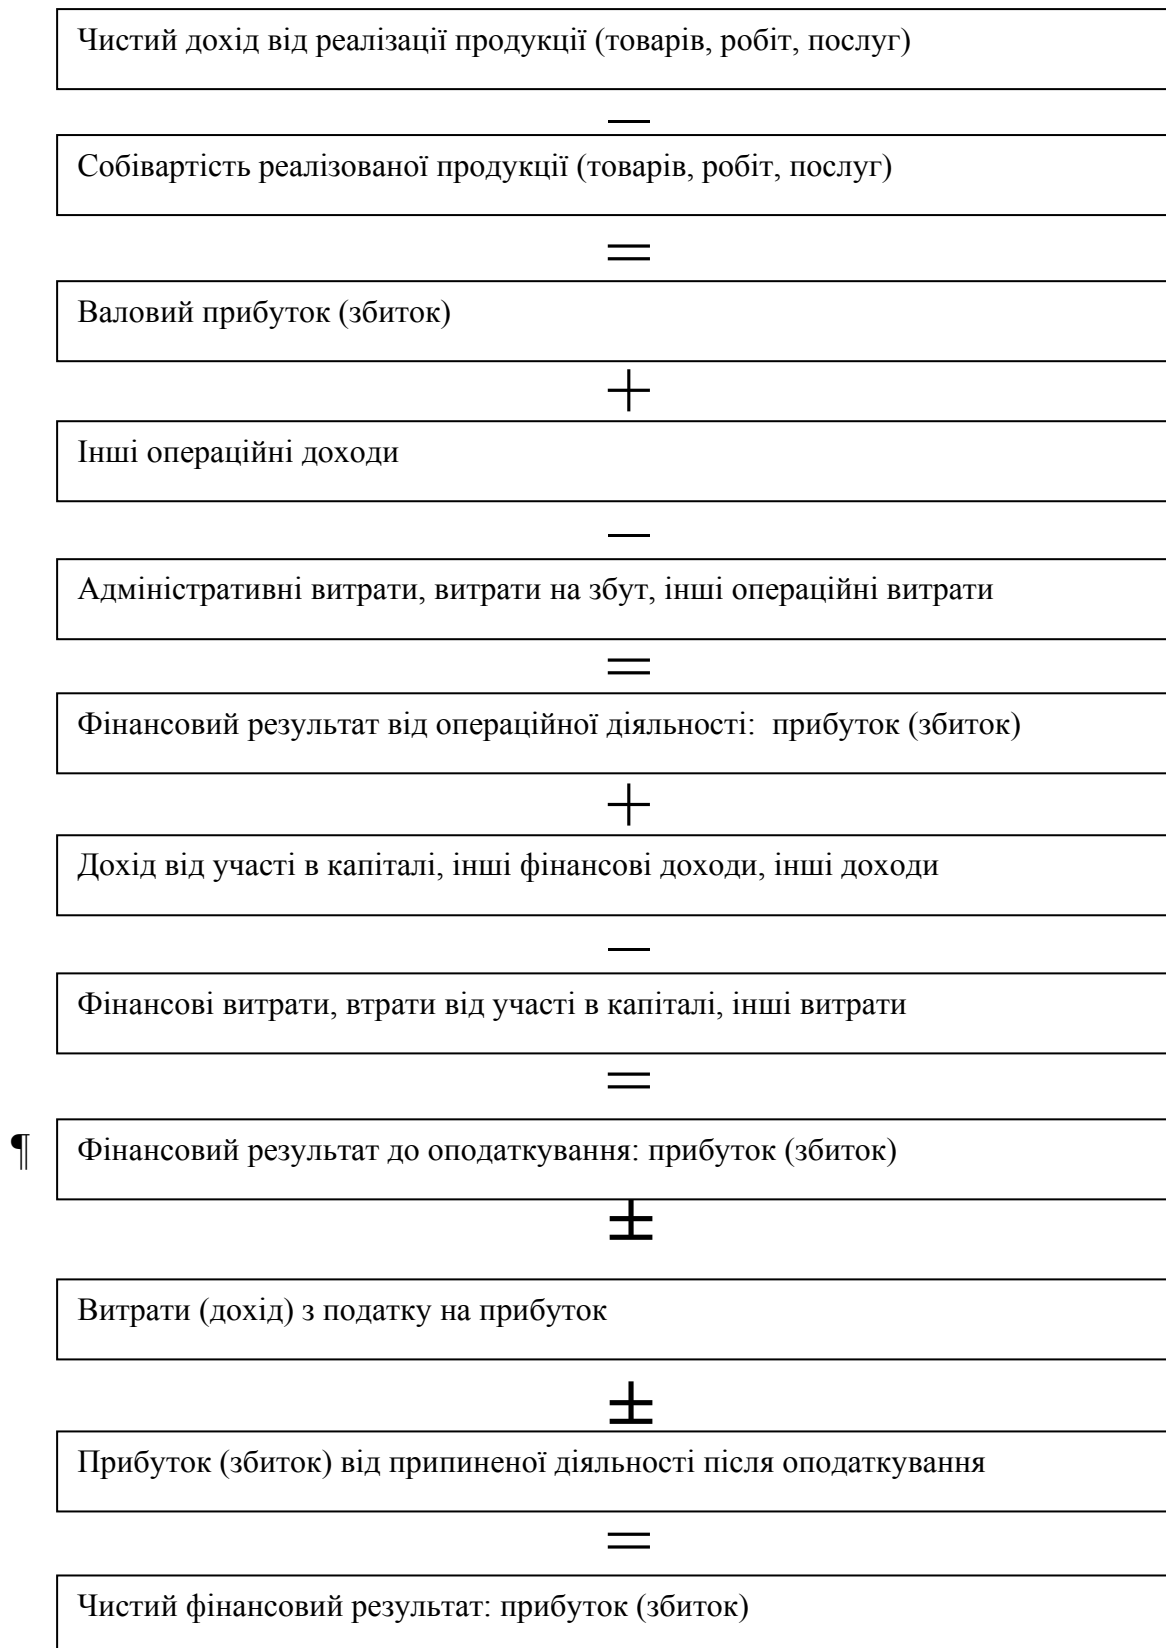 Чистий дохід від реалізації продукції (товарів, робіт, послуг)
—
Собівартість реалізованої продукції (товарів, робіт, послуг)
=
Валовий прибуток (збиток)
+
Інші операційні доходи
—
Адміністративні витрати, витрати на збут, інші операційні витрати
=
Фінансовий результат від операційної діяльності: прибуток (збиток)
+
Дохід від участі в капіталі, інші фінансові доходи, інші доходи
—
Фінансові витрати, втрати від участі в капіталі, інші витрати
=
¶ Фінансовий результат до оподаткування: прибуток (збиток)
±
Витрати (дохід) з податку на прибуток
±
Прибуток (збиток) від припиненої діяльності після оподаткування
=
Чистий фінансовий результат: прибуток (збиток)